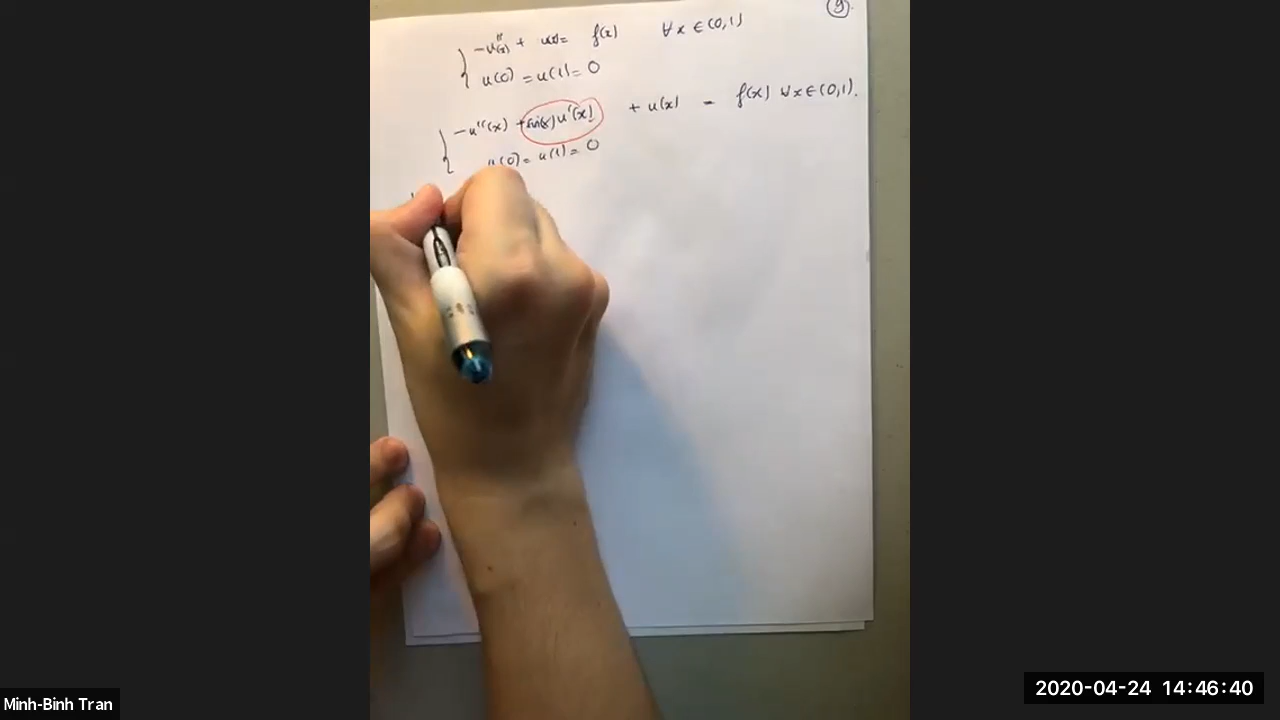 9
-u''(x) + u(x) = f(x) ∀x ∈ (0,1)
u(0) = u(1) = 0
-u''(x) + sin(x) u'(x) + u(x) = f(x) ∀x ∈ (0,1).
u(0) = u(1) = 0
Minh-Binh Tran
2020-04-24 14:46:40